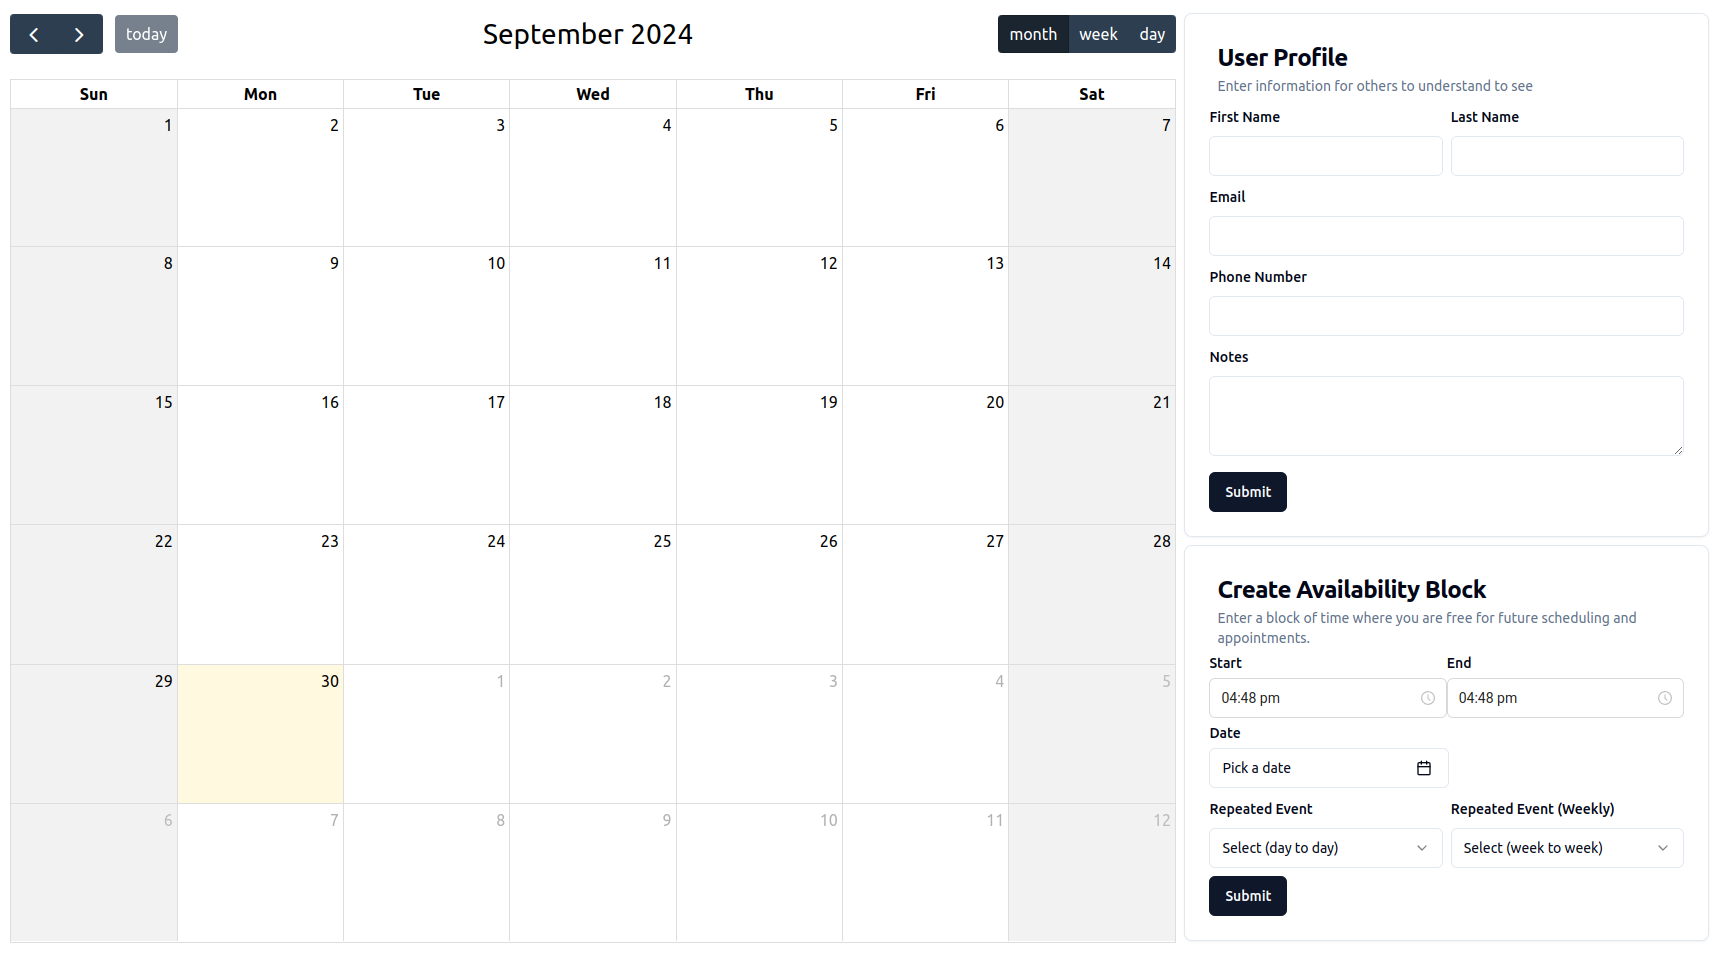 today
September 2024
month week day
Sun Mon Tue Wed Thu Fri Sat
1 2 3 4 5 6 7
8 9 10 11 12 13 14
15 16 17 18 19 20 21
22 23 24 25 26 27 28
29 30 1 2 3 4 5
6 7 8 9 10 11 12
User Profile
Enter information for others to understand to see
First Name Last Name
Email
Phone Number
Notes
Submit
Create Availability Block
Enter a block of time where you are free for future scheduling and
appointments.
Start End
04:48 pm 04:48 pm
Date
Pick a date
Repeated Event Repeated Event (Weekly)
Select (day to day) Select (week to week)
Submit